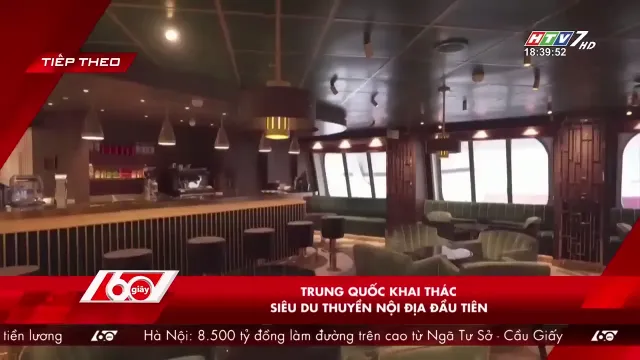 HTV7 HD
18:39:52
TIẾP THEO
60 giây
TRUNG QUỐC KHAI THÁC
SIÊU DU THUYỀN NỘI ĐỊA ĐẦU TIÊN
tiền lương 60 Hà Nội: 8.500 tỷ đồng làm đường trên cao từ Ngã Tư Sở - Cầu Giấy 60